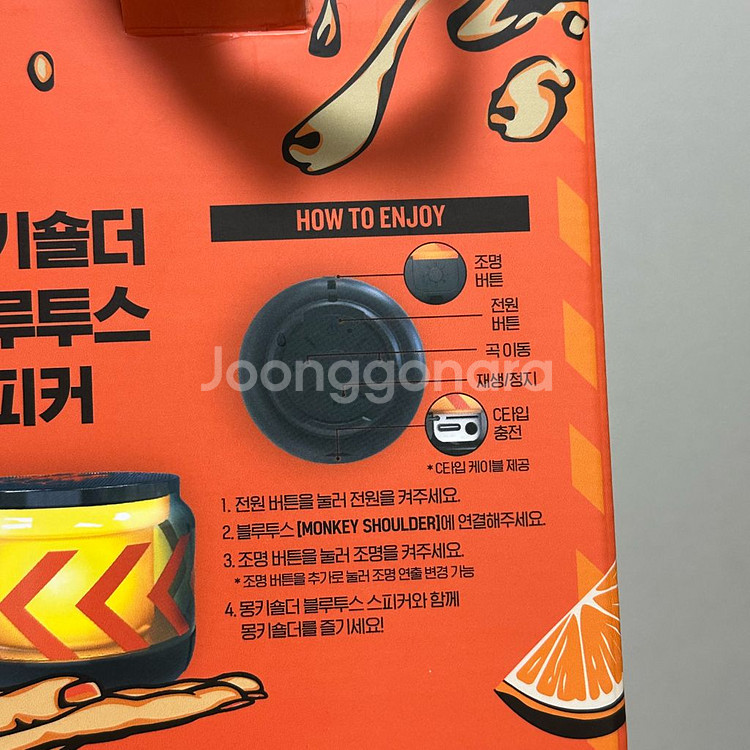 HOW TO ENJOY
조명
버튼
전원
버튼
곡 이동
재생/정지
C타입
충전
* C타입 케이블 제공
키숄더
루투스
피커
Joonggonara
1. 전원 버튼을 눌러 전원을 켜주세요.
2. 블루투스 [MONKEY SHOULDER]에 연결해주세요.
3. 조명 버튼을 눌러 조명을 켜주세요.
* 조명 버튼을 추가로 눌러 조명 연출 변경 가능
4. 몽키숄더 블루투스 스피커와 함께
몽키숄더를 즐기세요!